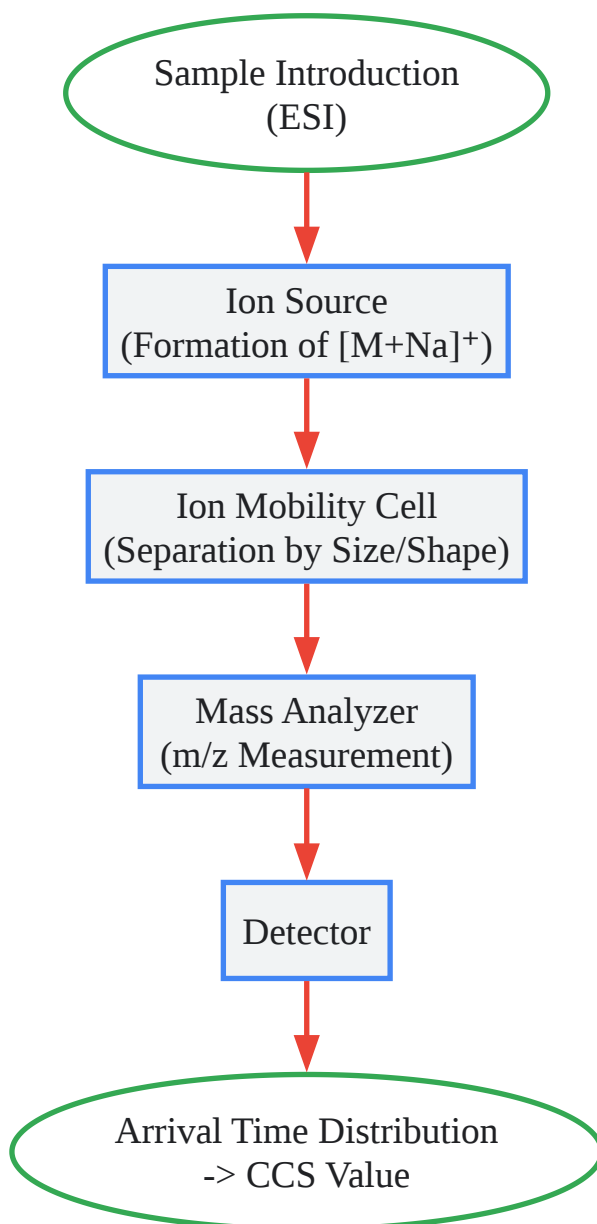 Sample Introduction
(ESI)
Ion Source
(Formation of [M+Na]⁺)
Ion Mobility Cell
(Separation by Size/Shape)
Mass Analyzer
(m/z Measurement)
Detector
Arrival Time Distribution
-> CCS Value